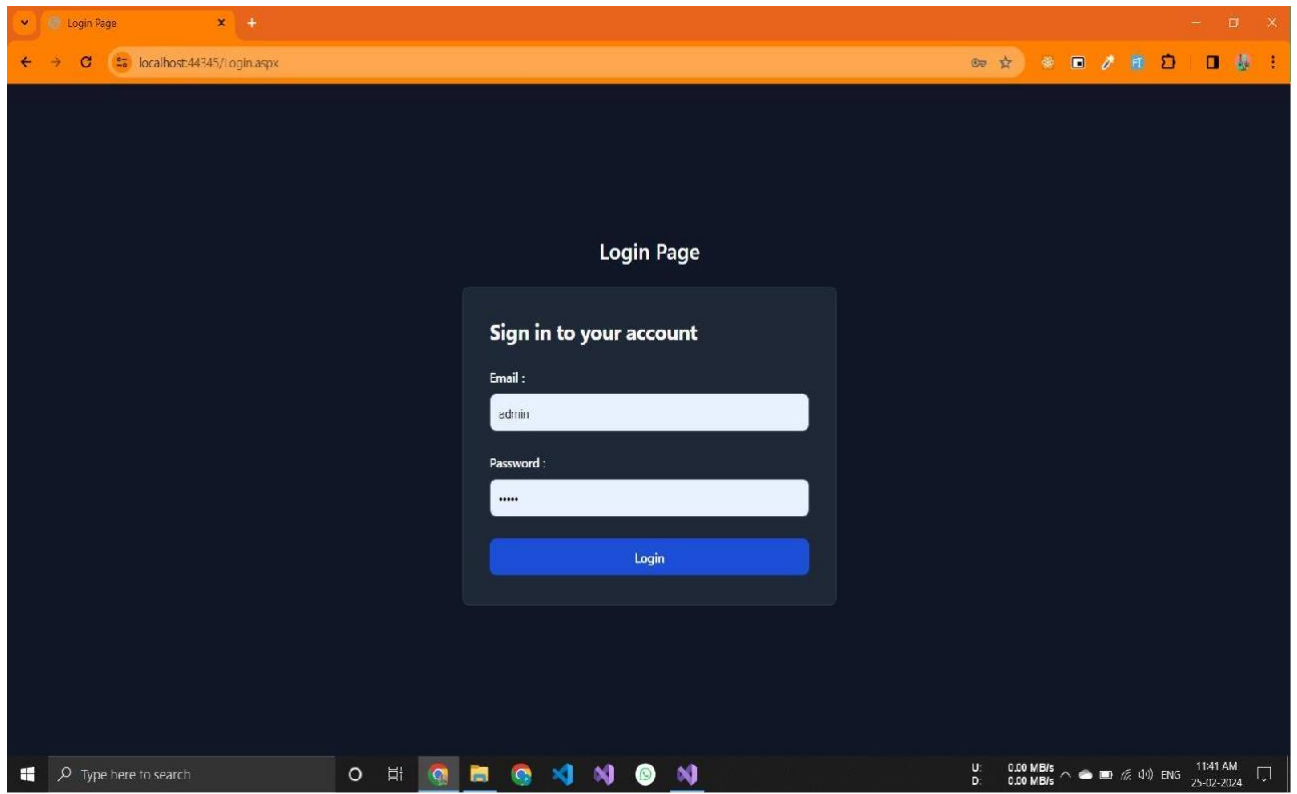 Login Page
localhost:44345/Login.aspx
Login Page
Sign in to your account
Email :
admin
Password :
•••••
Login
Type here to search
U: 0.00 MB/s
D: 0.00 MB/s
ENG
11:41 AM
25-02-2024